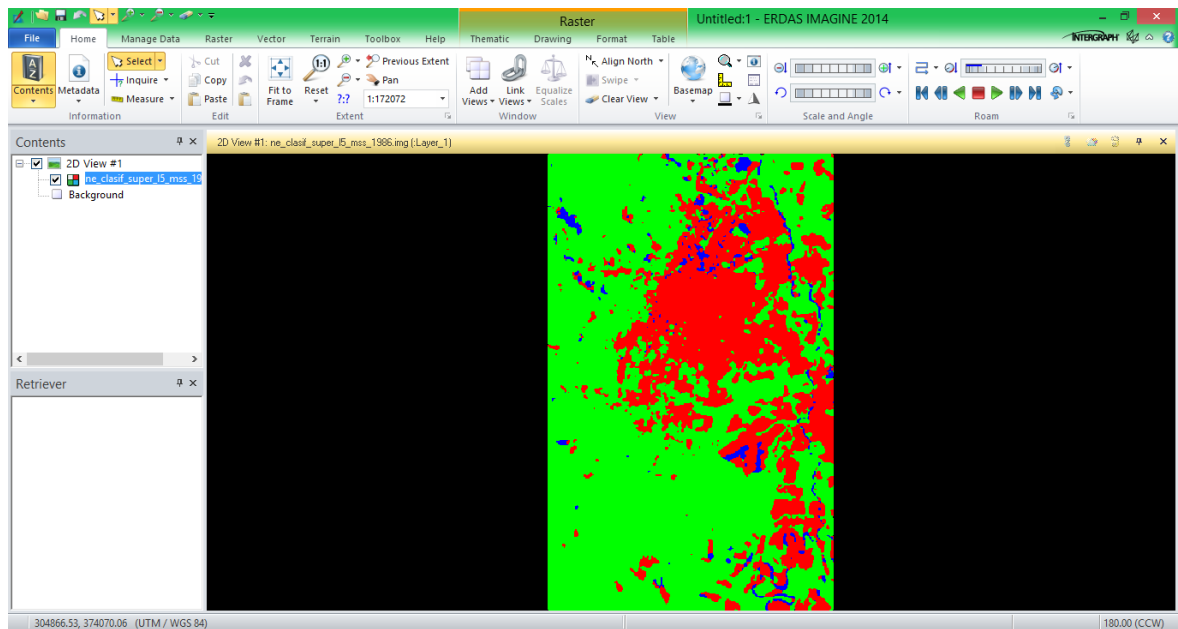 Raster
Untitled:1 - ERDAS IMAGINE 2014
File Home Manage Data Raster Vector Terrain Toolbox Help Thematic Drawing Format Table INTERGRAPH
Contents
Metadata
Select
Inquire
Measure
Information
Cut
Copy
Paste
Edit
Fit to Frame
1:1
Reset
?:?
Previous Extent
Pan
1:172072
Extent
Add Views
Link Views
Equalize Scales
Window
Align North
Swipe
Clear View
Basemap
View
Scale and Angle
Roam
Contents
2D View #1: ne_clasif_super_l5_mss_1986.img (:Layer_1)
2D View #1
ne_clasif_super_l5_mss_19
Background
Retriever
304866.53, 374070.06 (UTM / WGS 84)
180.00 (CCW)